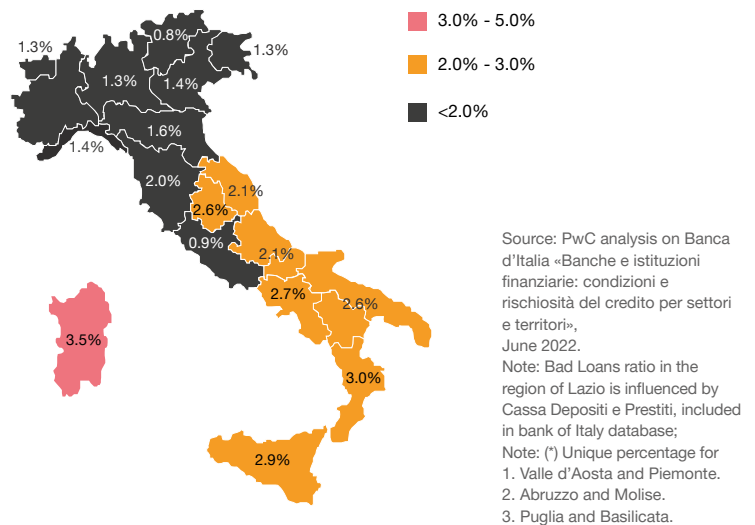 0.8%
1.3%
1.3%
1.3%
1.4%
1.6%
1.4%
2.0%
2.1%
2.6%
0.9%
2.1%
2.7%
2.6%
3.5%
3.0%
2.9%
3.0% - 5.0%
2.0% - 3.0%
<2.0%
Source: PwC analysis on Banca
d’Italia «Banche e istituzioni
finanziarie: condizioni e
rischiosità del credito per settori
e territori»,
June 2022.
Note: Bad Loans ratio in the
region of Lazio is influenced by
Cassa Depositi e Prestiti, included
in bank of Italy database;
Note: (*) Unique percentage for
1. Valle d’Aosta and Piemonte.
2. Abruzzo and Molise.
3. Puglia and Basilicata.